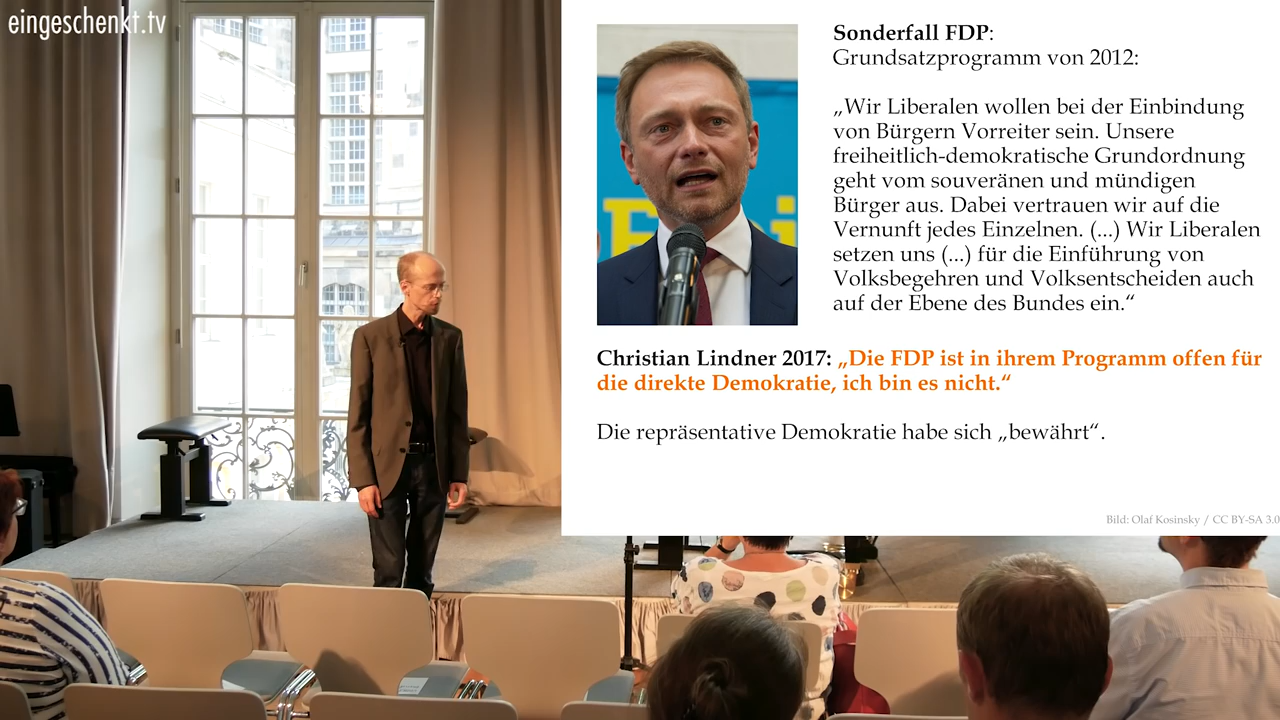 eingeschenkt.tv
Sonderfall FDP:
Grundsatzprogramm von 2012:
„Wir Liberalen wollen bei der Einbindung
von Bürgern Vorreiter sein. Unsere
freiheitlich-demokratische Grundordnung
geht vom souveränen und mündigen
Bürger aus. Dabei vertrauen wir auf die
Vernunft jedes Einzelnen. (...) Wir Liberalen
setzen uns (...) für die Einführung von
Volksbegehren und Volksentscheiden auch
auf der Ebene des Bundes ein.“
Christian Lindner 2017: „Die FDP ist in ihrem Programm offen für
die direkte Demokratie, ich bin es nicht.“
Die repräsentative Demokratie habe sich „bewährt“.
Bild: Olaf Kosinsky / CC BY-SA 3.0